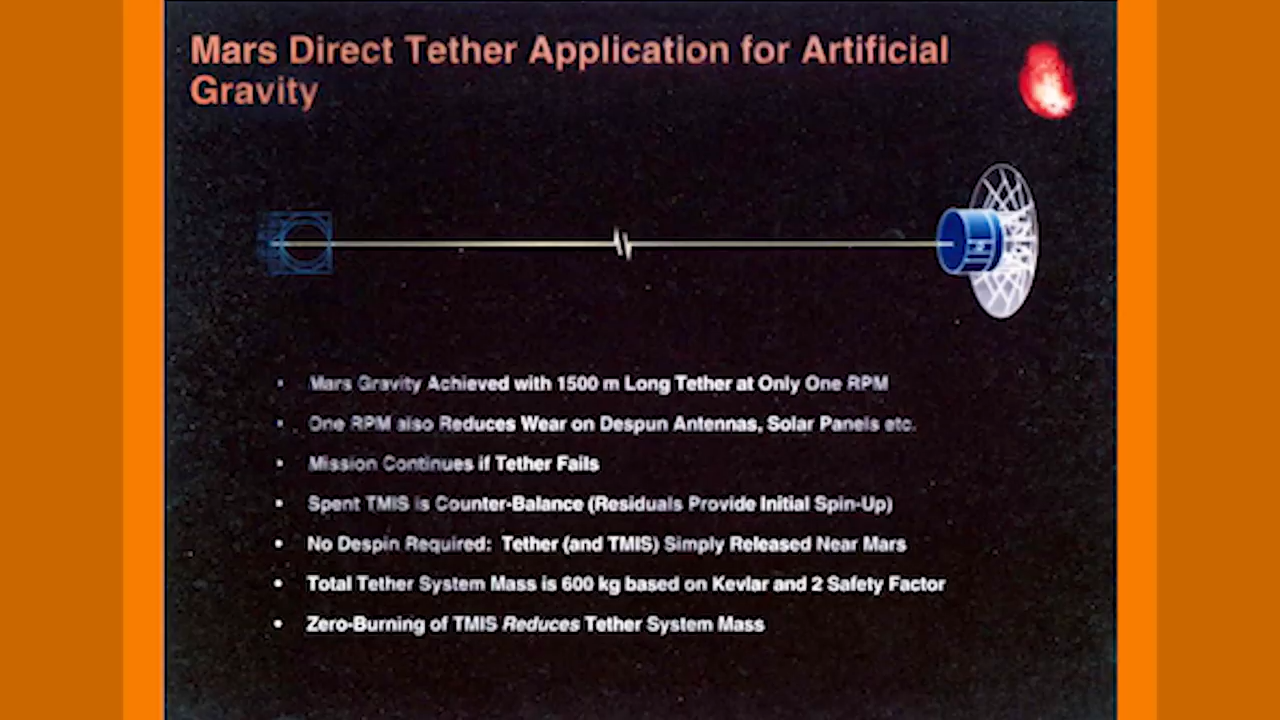 Mars Direct Tether Application for Artificial
Gravity
• Mars Gravity Achieved with 1500 m Long Tether at Only One RPM
• One RPM also Reduces Wear on Despun Antennas, Solar Panels etc.
• Mission Continues if Tether Fails
• Spent TMIS is Counter-Balance (Residuals Provide Initial Spin-Up)
• No Despin Required: Tether (and TMIS) Simply Released Near Mars
• Total Tether System Mass is 600 kg based on Kevlar and 2 Safety Factor
• Zero-Burning of TMIS Reduces Tether System Mass